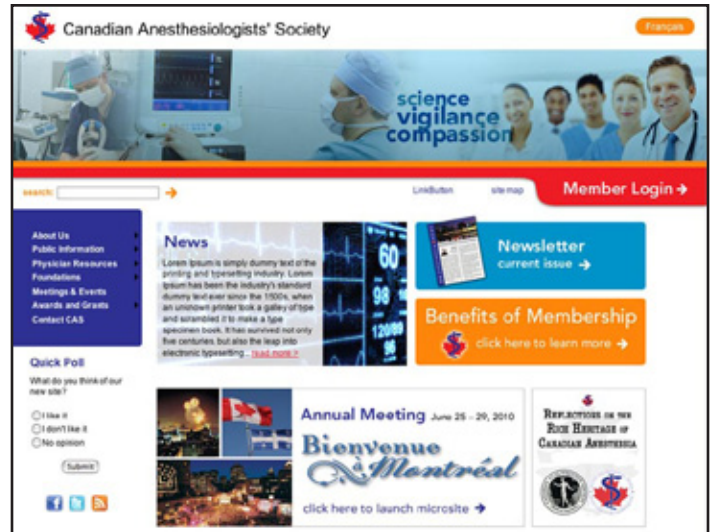 Canadian Anesthesiologists' Society
Français
science
vigilance
compassion
search:
LinkButton
site map
Member Login
About Us
Public Information
Physician Resources
Foundations
Meetings & Events
Awards and Grants
Contact CAS
News
Lorem Ipsum is simply dummy text of the
printing and typesetting industry. Lorem
Ipsum has been the industry's standard
dummy text ever since the 1500s, when
an unknown printer took a galley of type
and scrambled it to make a type
specimen book. It has survived not only
five centuries, but also the leap into
electronic typesetting... read more >
60
98
120/89
96
Newsletter
current issue
Benefits of Membership
click here to learn more
Quick Poll
What do you think of our
new site?
I like it
I don't like it
No opinion
Submit
Annual Meeting June 25 - 29, 2010
Bienvenue
à Montréal
click here to launch microsite
Reflections on the
Rich Heritage of
Canadian Anesthesia